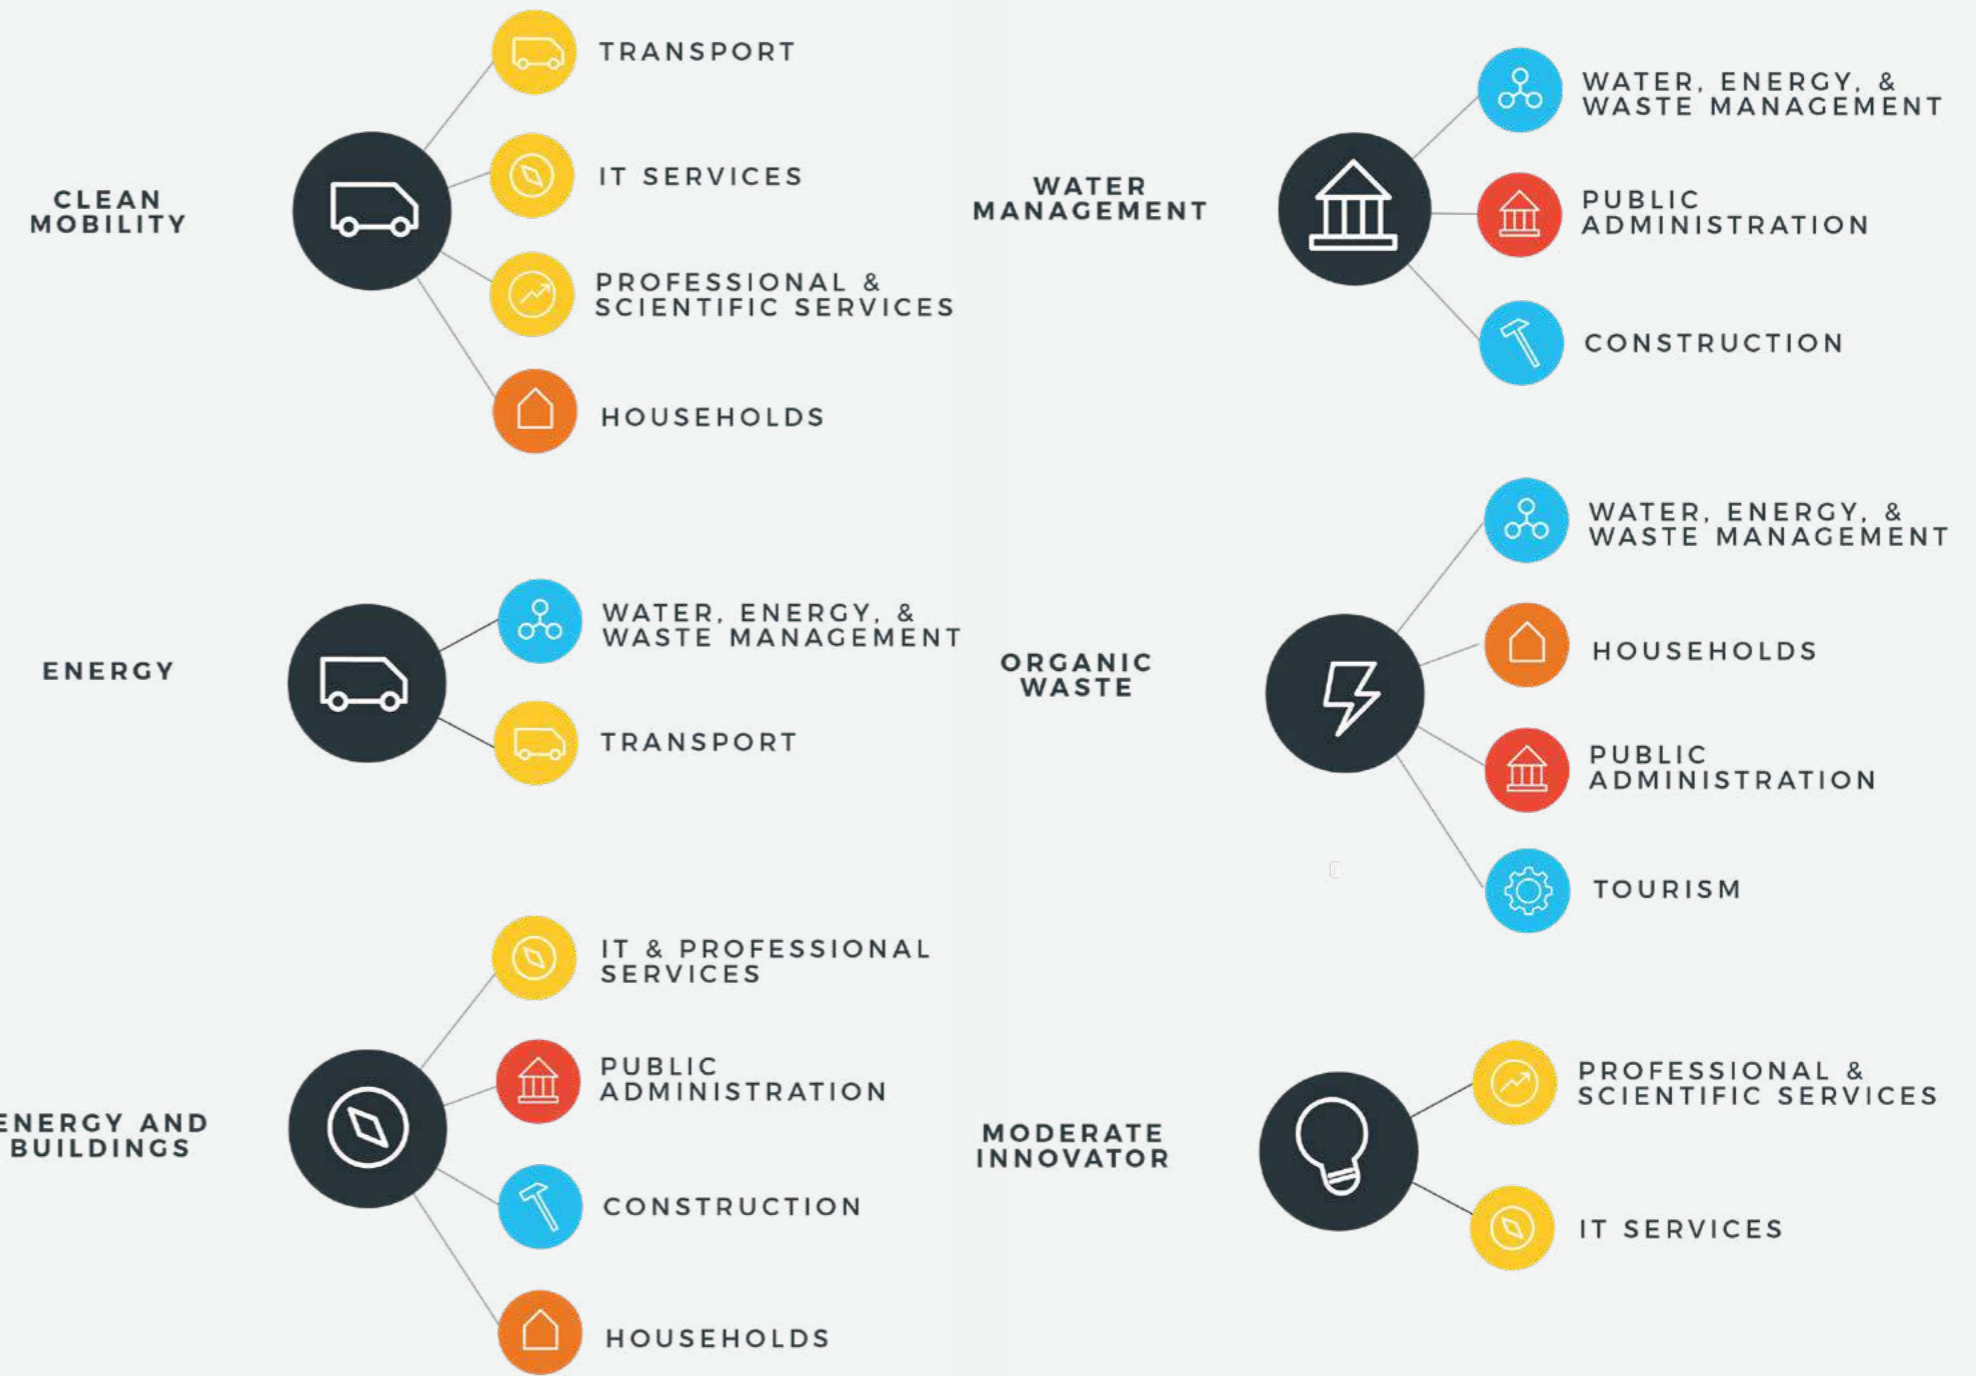 CLEAN
MOBILITY
TRANSPORT
IT SERVICES
PROFESSIONAL &
SCIENTIFIC SERVICES
HOUSEHOLDS
ENERGY
WATER, ENERGY, &
WASTE MANAGEMENT
TRANSPORT
ENERGY AND
BUILDINGS
IT & PROFESSIONAL
SERVICES
PUBLIC
ADMINISTRATION
CONSTRUCTION
HOUSEHOLDS
WATER
MANAGEMENT
WATER, ENERGY, &
WASTE MANAGEMENT
PUBLIC
ADMINISTRATION
CONSTRUCTION
ORGANIC
WASTE
WATER, ENERGY, &
WASTE MANAGEMENT
HOUSEHOLDS
PUBLIC
ADMINISTRATION
TOURISM
MODERATE
INNOVATOR
PROFESSIONAL &
SCIENTIFIC SERVICES
IT SERVICES